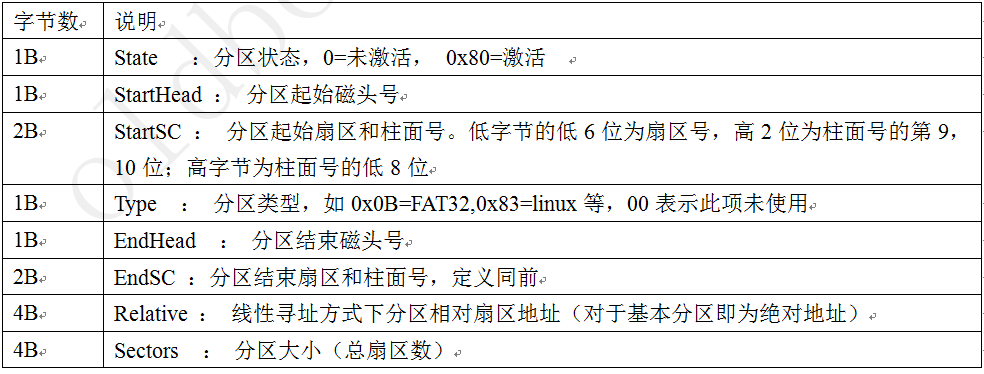 字节数 说明
1B State ：分区状态，0=未激活， 0x80=激活
1B StartHead ： 分区起始磁头号
2B StartSC ： 分区起始扇区和柱面号。低字节的低 6 位为扇区号，高 2 位为柱面号的第 9，
10 位；高字节为柱面号的低 8 位
1B Type ： 分区类型，如 0x0B=FAT32,0x83=linux 等，00 表示此项未使用
1B EndHead ： 分区结束磁头号
2B EndSC ：分区结束扇区和柱面号，定义同前
4B Relative ： 线性寻址方式下分区相对扇区地址（对于基本分区即为绝对地址）
4B Sectors ： 分区大小（总扇区数）